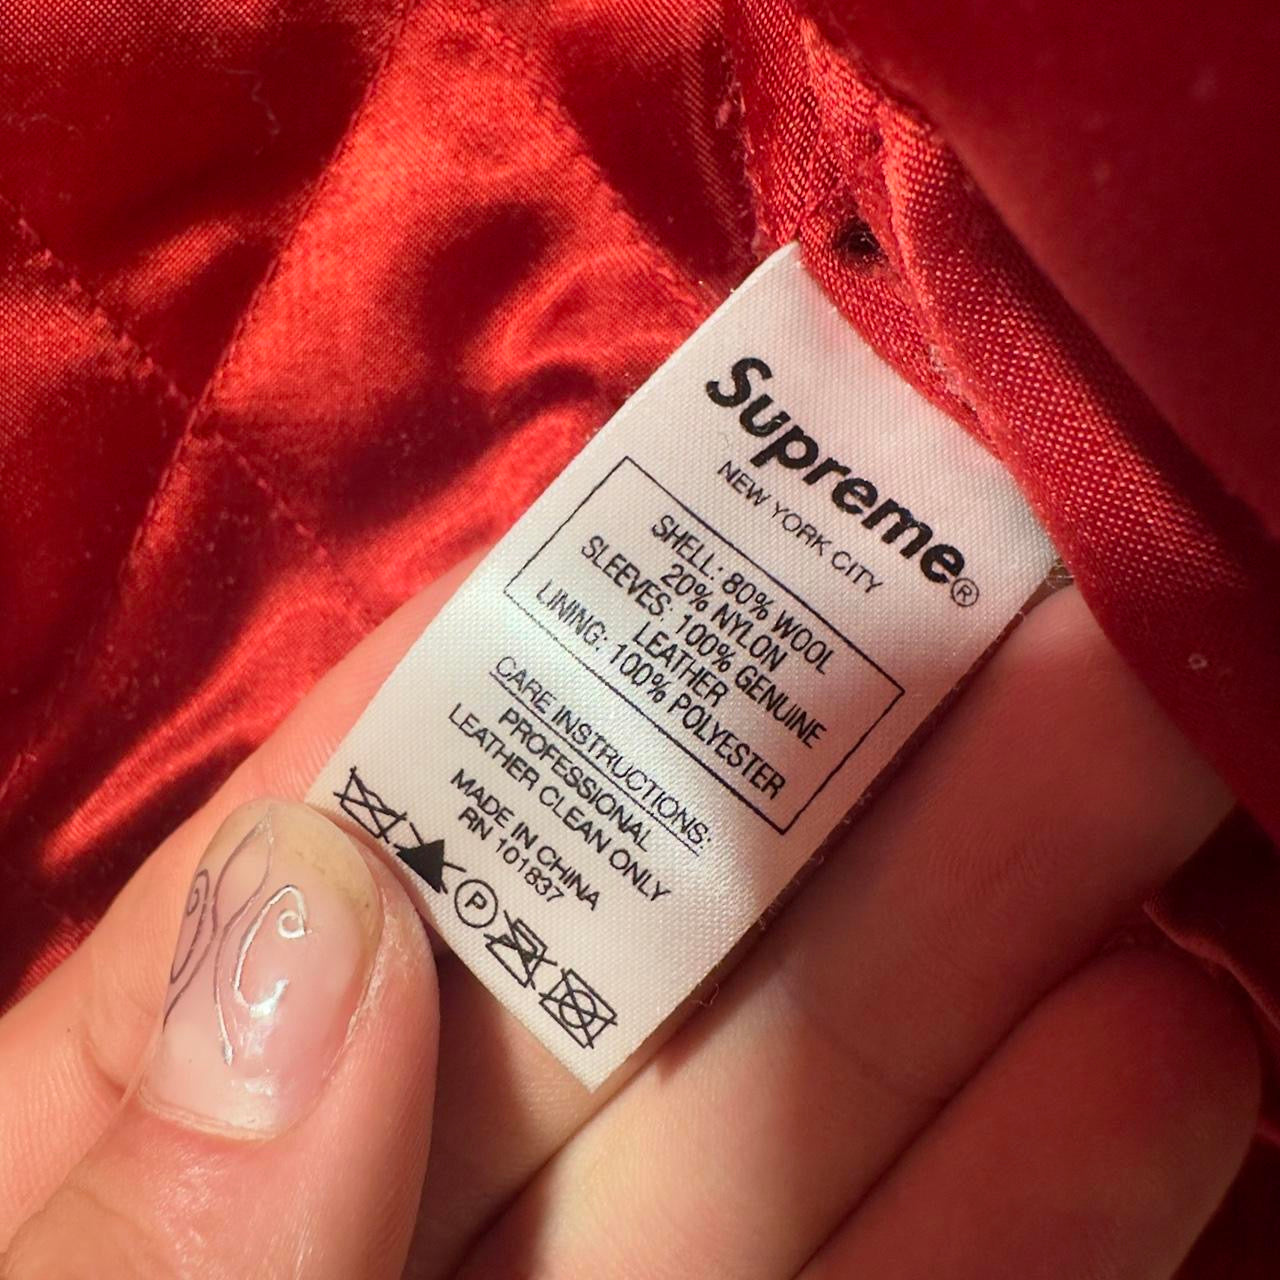 Supreme®
NEW YORK CITY
SHELL: 80% WOOL
20% NYLON
SLEEVES: 100% GENUINE
LEATHER
LINING: 100% POLYESTER
CARE INSTRUCTIONS:
PROFESSIONAL
LEATHER CLEAN ONLY
MADE IN CHINA
RN 101837
P